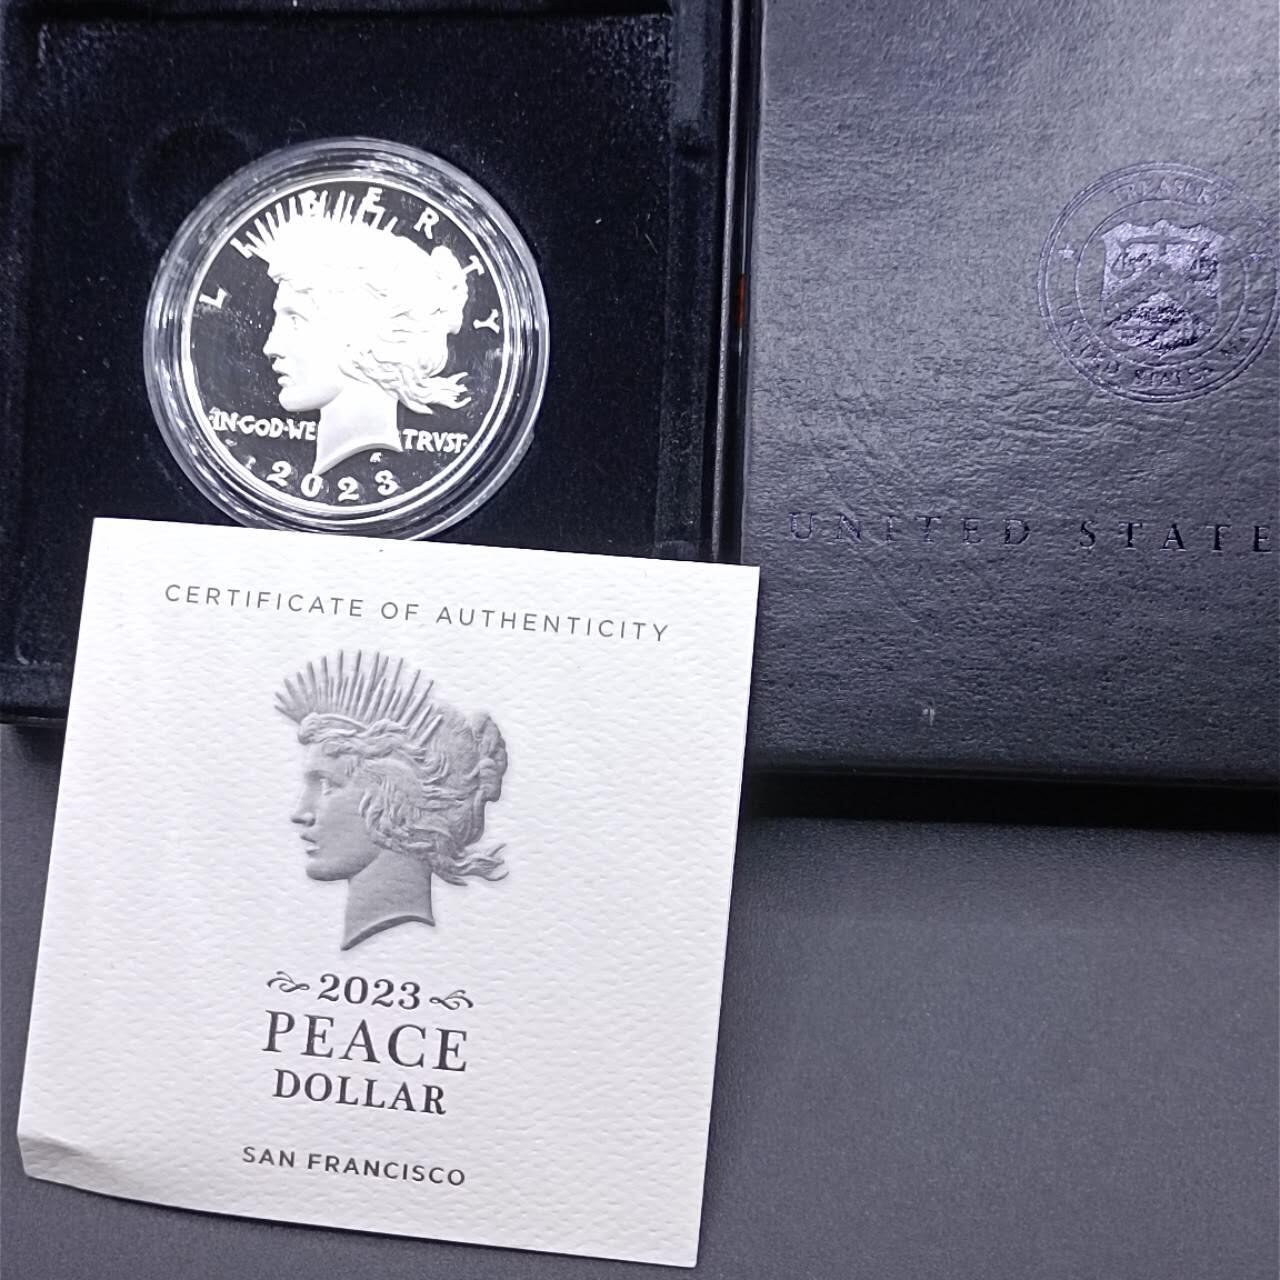 LIBERTY
IN·GOD·WE TRVST·
2023
UNITED STATE
CERTIFICATE OF AUTHENTICITY
2023
PEACE
DOLLAR
SAN FRANCISCO